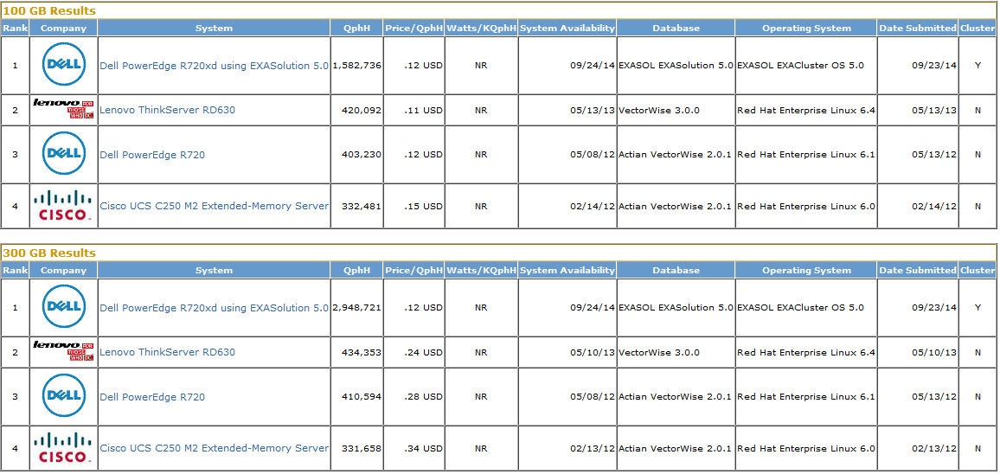 100 GB Results
Rank Company System QphH Price/QphH Watts/KQphH System Availability Database Operating System Date Submitted Cluster
1 DELL Dell PowerEdge R720xd using EXASolution 5.0 1,582,736 .12 USD NR 09/24/14 EXASOL EXASolution 5.0 EXASOL EXACluster OS 5.0 09/23/14 Y
2 lenovo FOR THOSE WHO DO. Lenovo ThinkServer RD630 420,092 .11 USD NR 05/13/13 VectorWise 3.0.0 Red Hat Enterprise Linux 6.4 05/13/13 N
3 DELL Dell PowerEdge R720 403,230 .12 USD NR 05/08/12 Actian VectorWise 2.0.1 Red Hat Enterprise Linux 6.1 05/13/12 N
4 CISCO. Cisco UCS C250 M2 Extended-Memory Server 332,481 .15 USD NR 02/14/12 Actian VectorWise 2.0.1 Red Hat Enterprise Linux 6.0 02/14/12 N
300 GB Results
Rank Company System QphH Price/QphH Watts/KQphH System Availability Database Operating System Date Submitted Cluster
1 DELL Dell PowerEdge R720xd using EXASolution 5.0 2,948,721 .12 USD NR 09/24/14 EXASOL EXASolution 5.0 EXASOL EXACluster OS 5.0 09/23/14 Y
2 lenovo FOR THOSE WHO DO. Lenovo ThinkServer RD630 434,353 .24 USD NR 05/10/13 VectorWise 3.0.0 Red Hat Enterprise Linux 6.4 05/10/13 N
3 DELL Dell PowerEdge R720 410,594 .28 USD NR 05/08/12 Actian VectorWise 2.0.1 Red Hat Enterprise Linux 6.1 05/13/12 N
4 CISCO. Cisco UCS C250 M2 Extended-Memory Server 331,658 .34 USD NR 02/13/12 Actian VectorWise 2.0.1 Red Hat Enterprise Linux 6.0 02/13/12 N